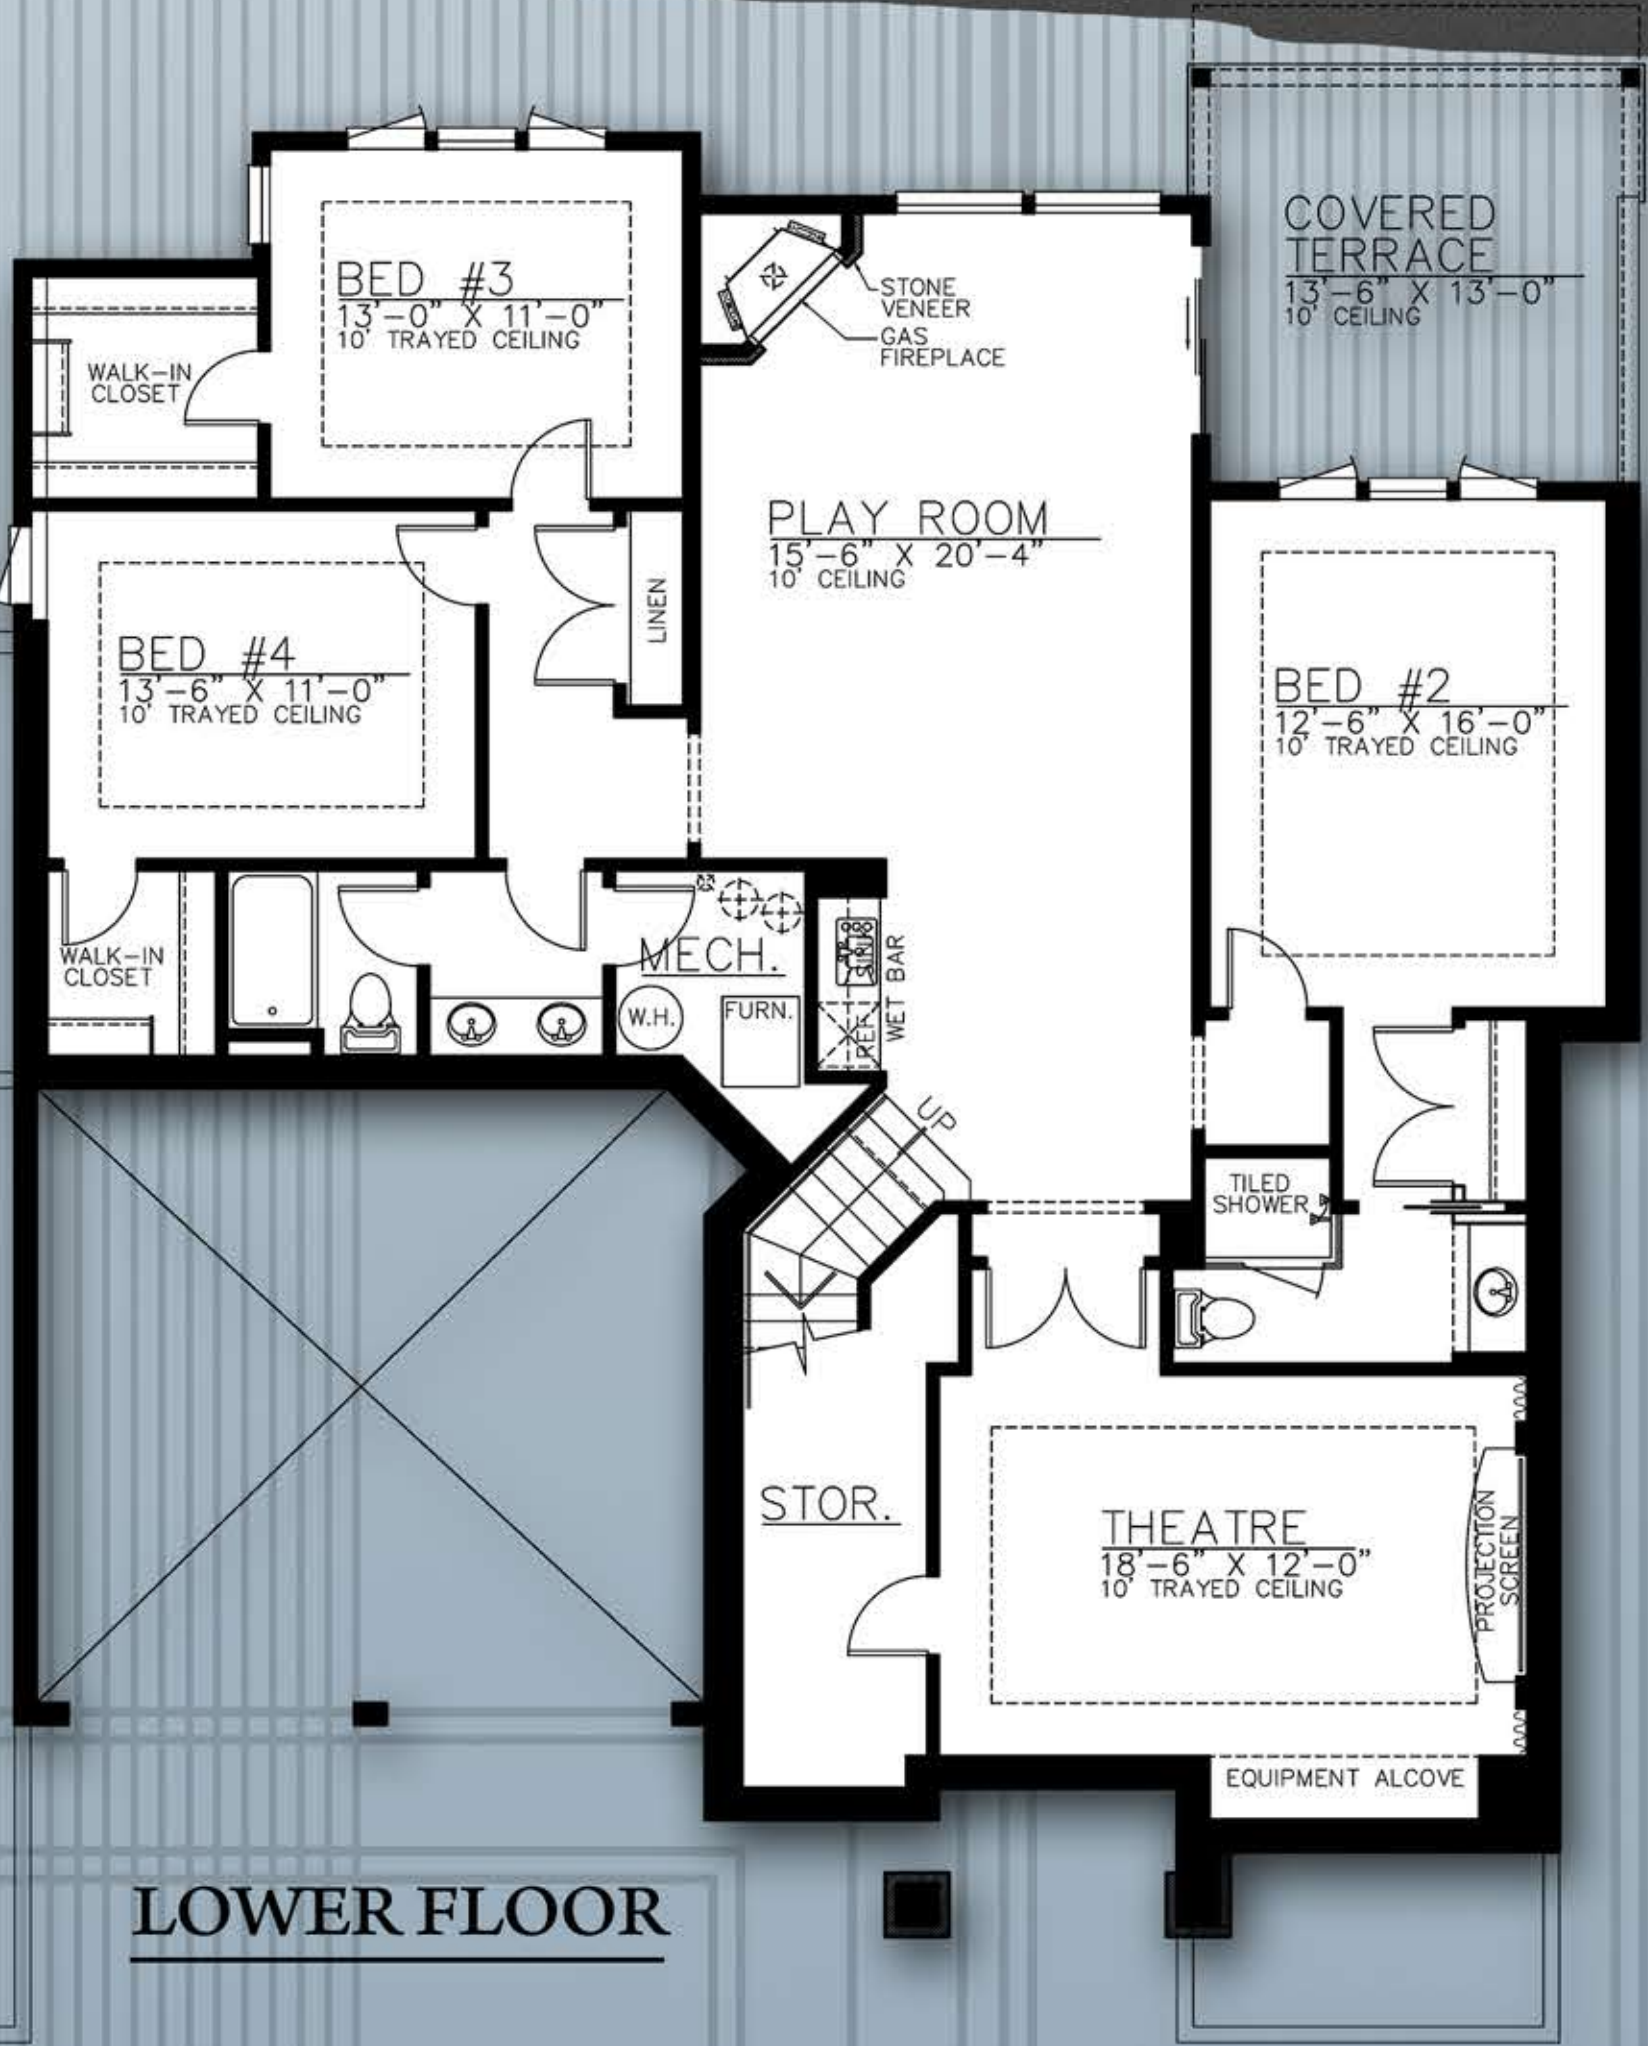 COVERED
TERRACE
13'-6" X 13'-0"
10' CEILING
BED #3
13'-0" X 11'-0"
10' TRAYED CEILING
STONE
VENEER
GAS
FIREPLACE
WALK-IN
CLOSET
PLAY ROOM
15'-6" X 20'-4"
10' CEILING
LINEN
BED #4
13'-6" X 11'-0"
10' TRAYED CEILING
BED #2
12'-6" X 16'-0"
10' TRAYED CEILING
WALK-IN
CLOSET
MECH.
W.H.
FURN.
SINK
REF
WET BAR
UP
TILED
SHOWER
STOR.
THEATRE
18'-6" X 12'-0"
10' TRAYED CEILING
PROJECTION
SCREEN
EQUIPMENT ALCOVE
LOWER FLOOR